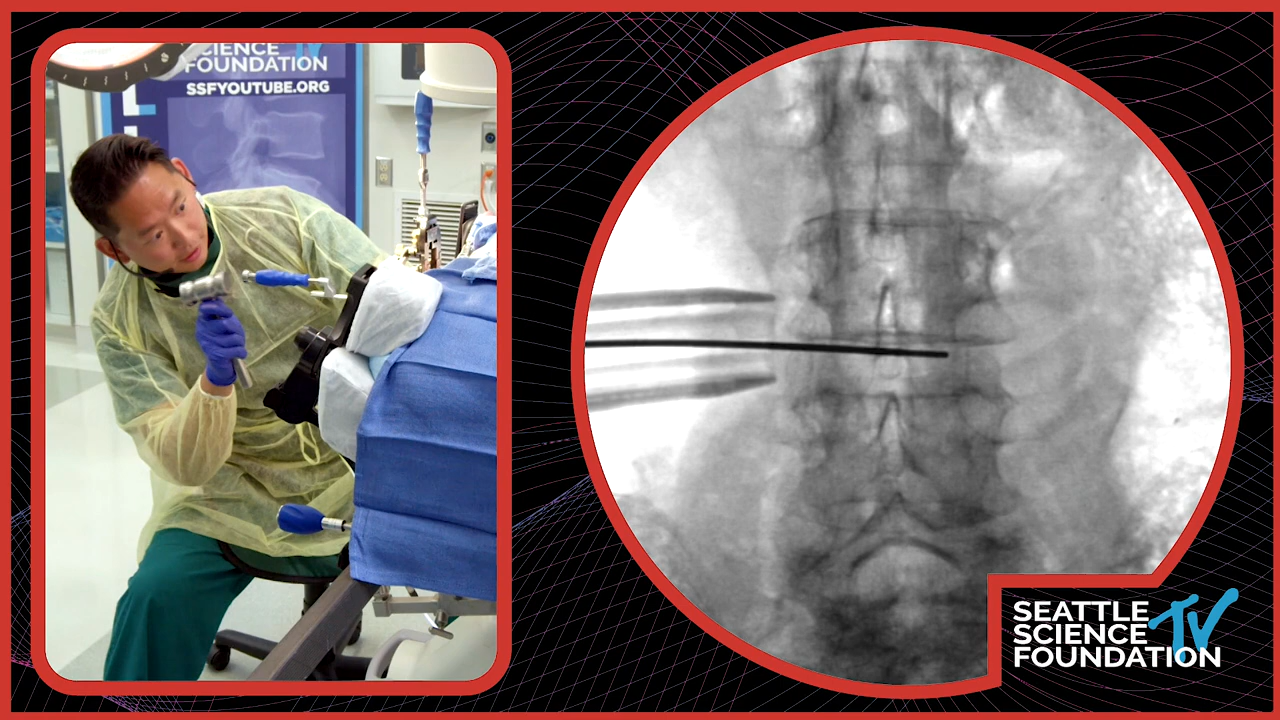 SCIENCE
FOUNDATION
SSFYOUTUBE.ORG
SEATTLE
SCIENCE TV
FOUNDATION